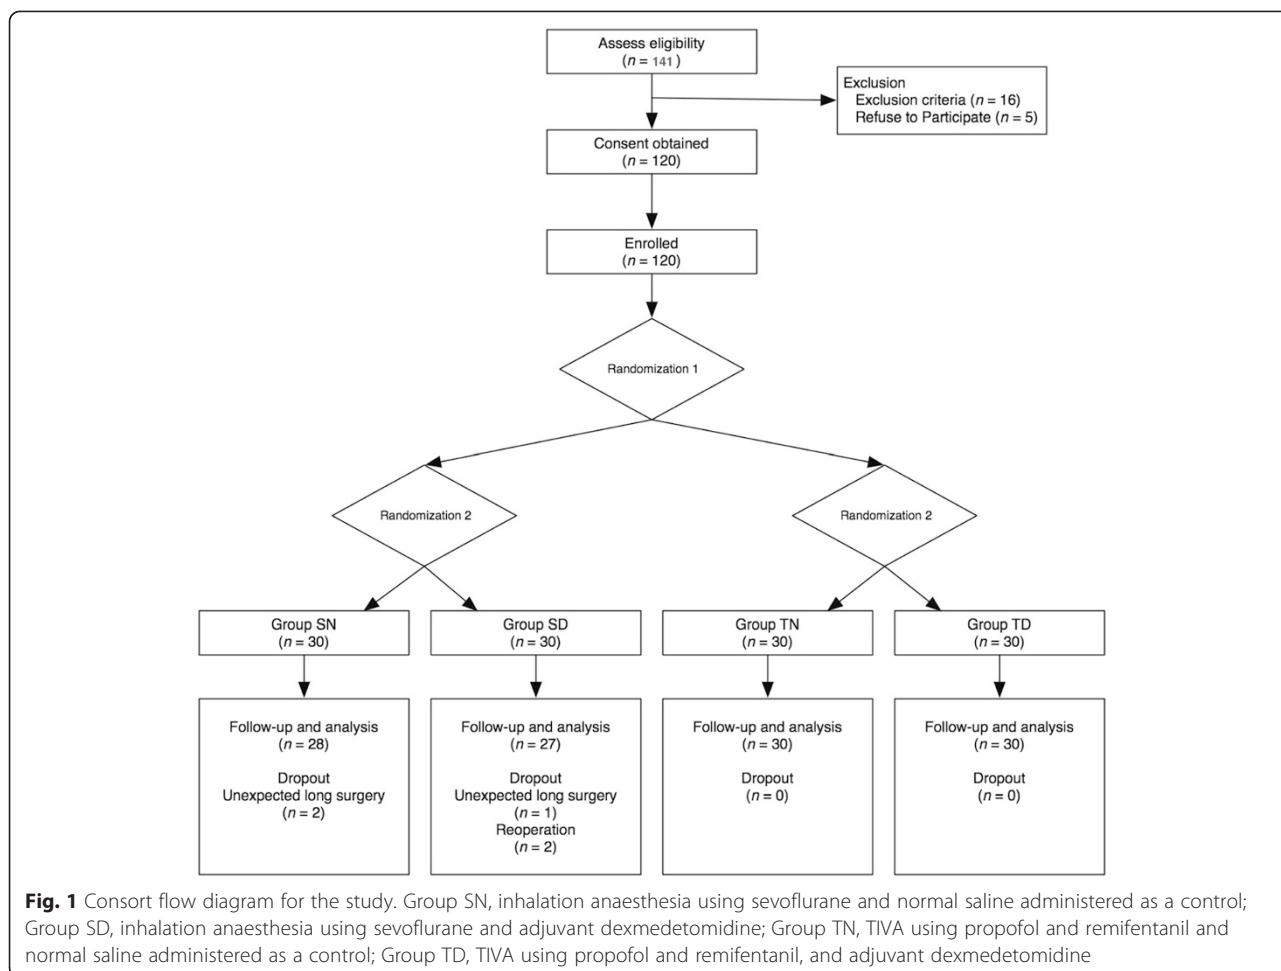 Assess eligibility
(n = 141 )
Exclusion
Exclusion criteria (n = 16)
Refuse to Participate (n = 5)
Consent obtained
(n = 120)
Enrolled
(n = 120)
Randomization 1
Randomization 2
Randomization 2
Group SN
(n = 30)
Group SD
(n = 30)
Group TN
(n = 30)
Group TD
(n = 30)
Follow-up and analysis
(n = 28)
Dropout
Unexpected long surgery
(n = 2)
Follow-up and analysis
(n = 27)
Dropout
Unexpected long surgery
(n = 1)
Reoperation
(n = 2)
Follow-up and analysis
(n = 30)
Dropout
(n = 0)
Follow-up and analysis
(n = 30)
Dropout
(n = 0)
Fig. 1 Consort flow diagram for the study. Group SN, inhalation anaesthesia using sevoflurane and normal saline administered as a control;
Group SD, inhalation anaesthesia using sevoflurane and adjuvant dexmedetomidine; Group TN, TIVA using propofol and remifentanil and
normal saline administered as a control; Group TD, TIVA using propofol and remifentanil, and adjuvant dexmedetomidine